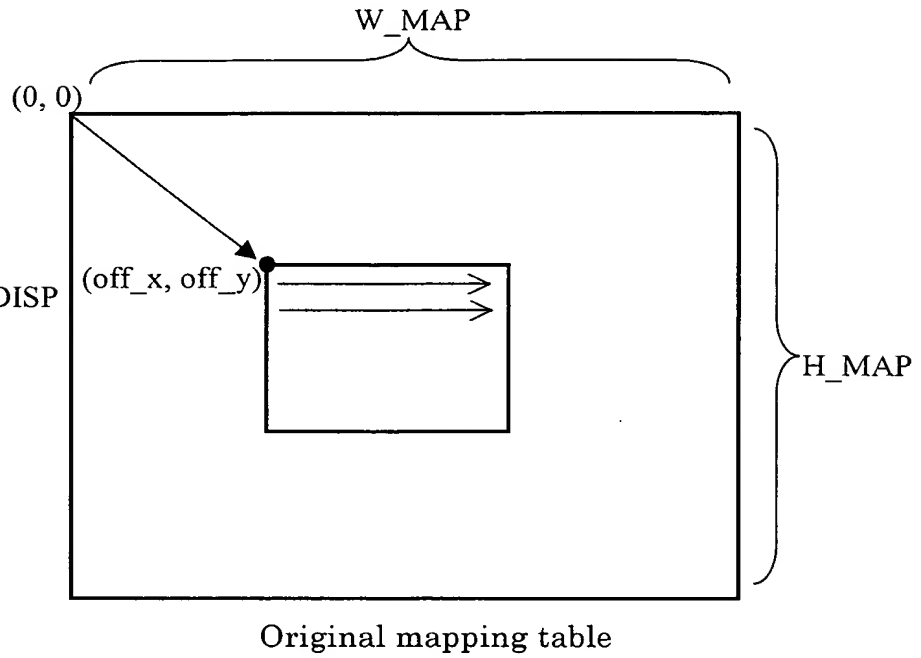 W_MAP
(0, 0)
(off_x, off_y)
DISP
H_MAP
Original mapping table